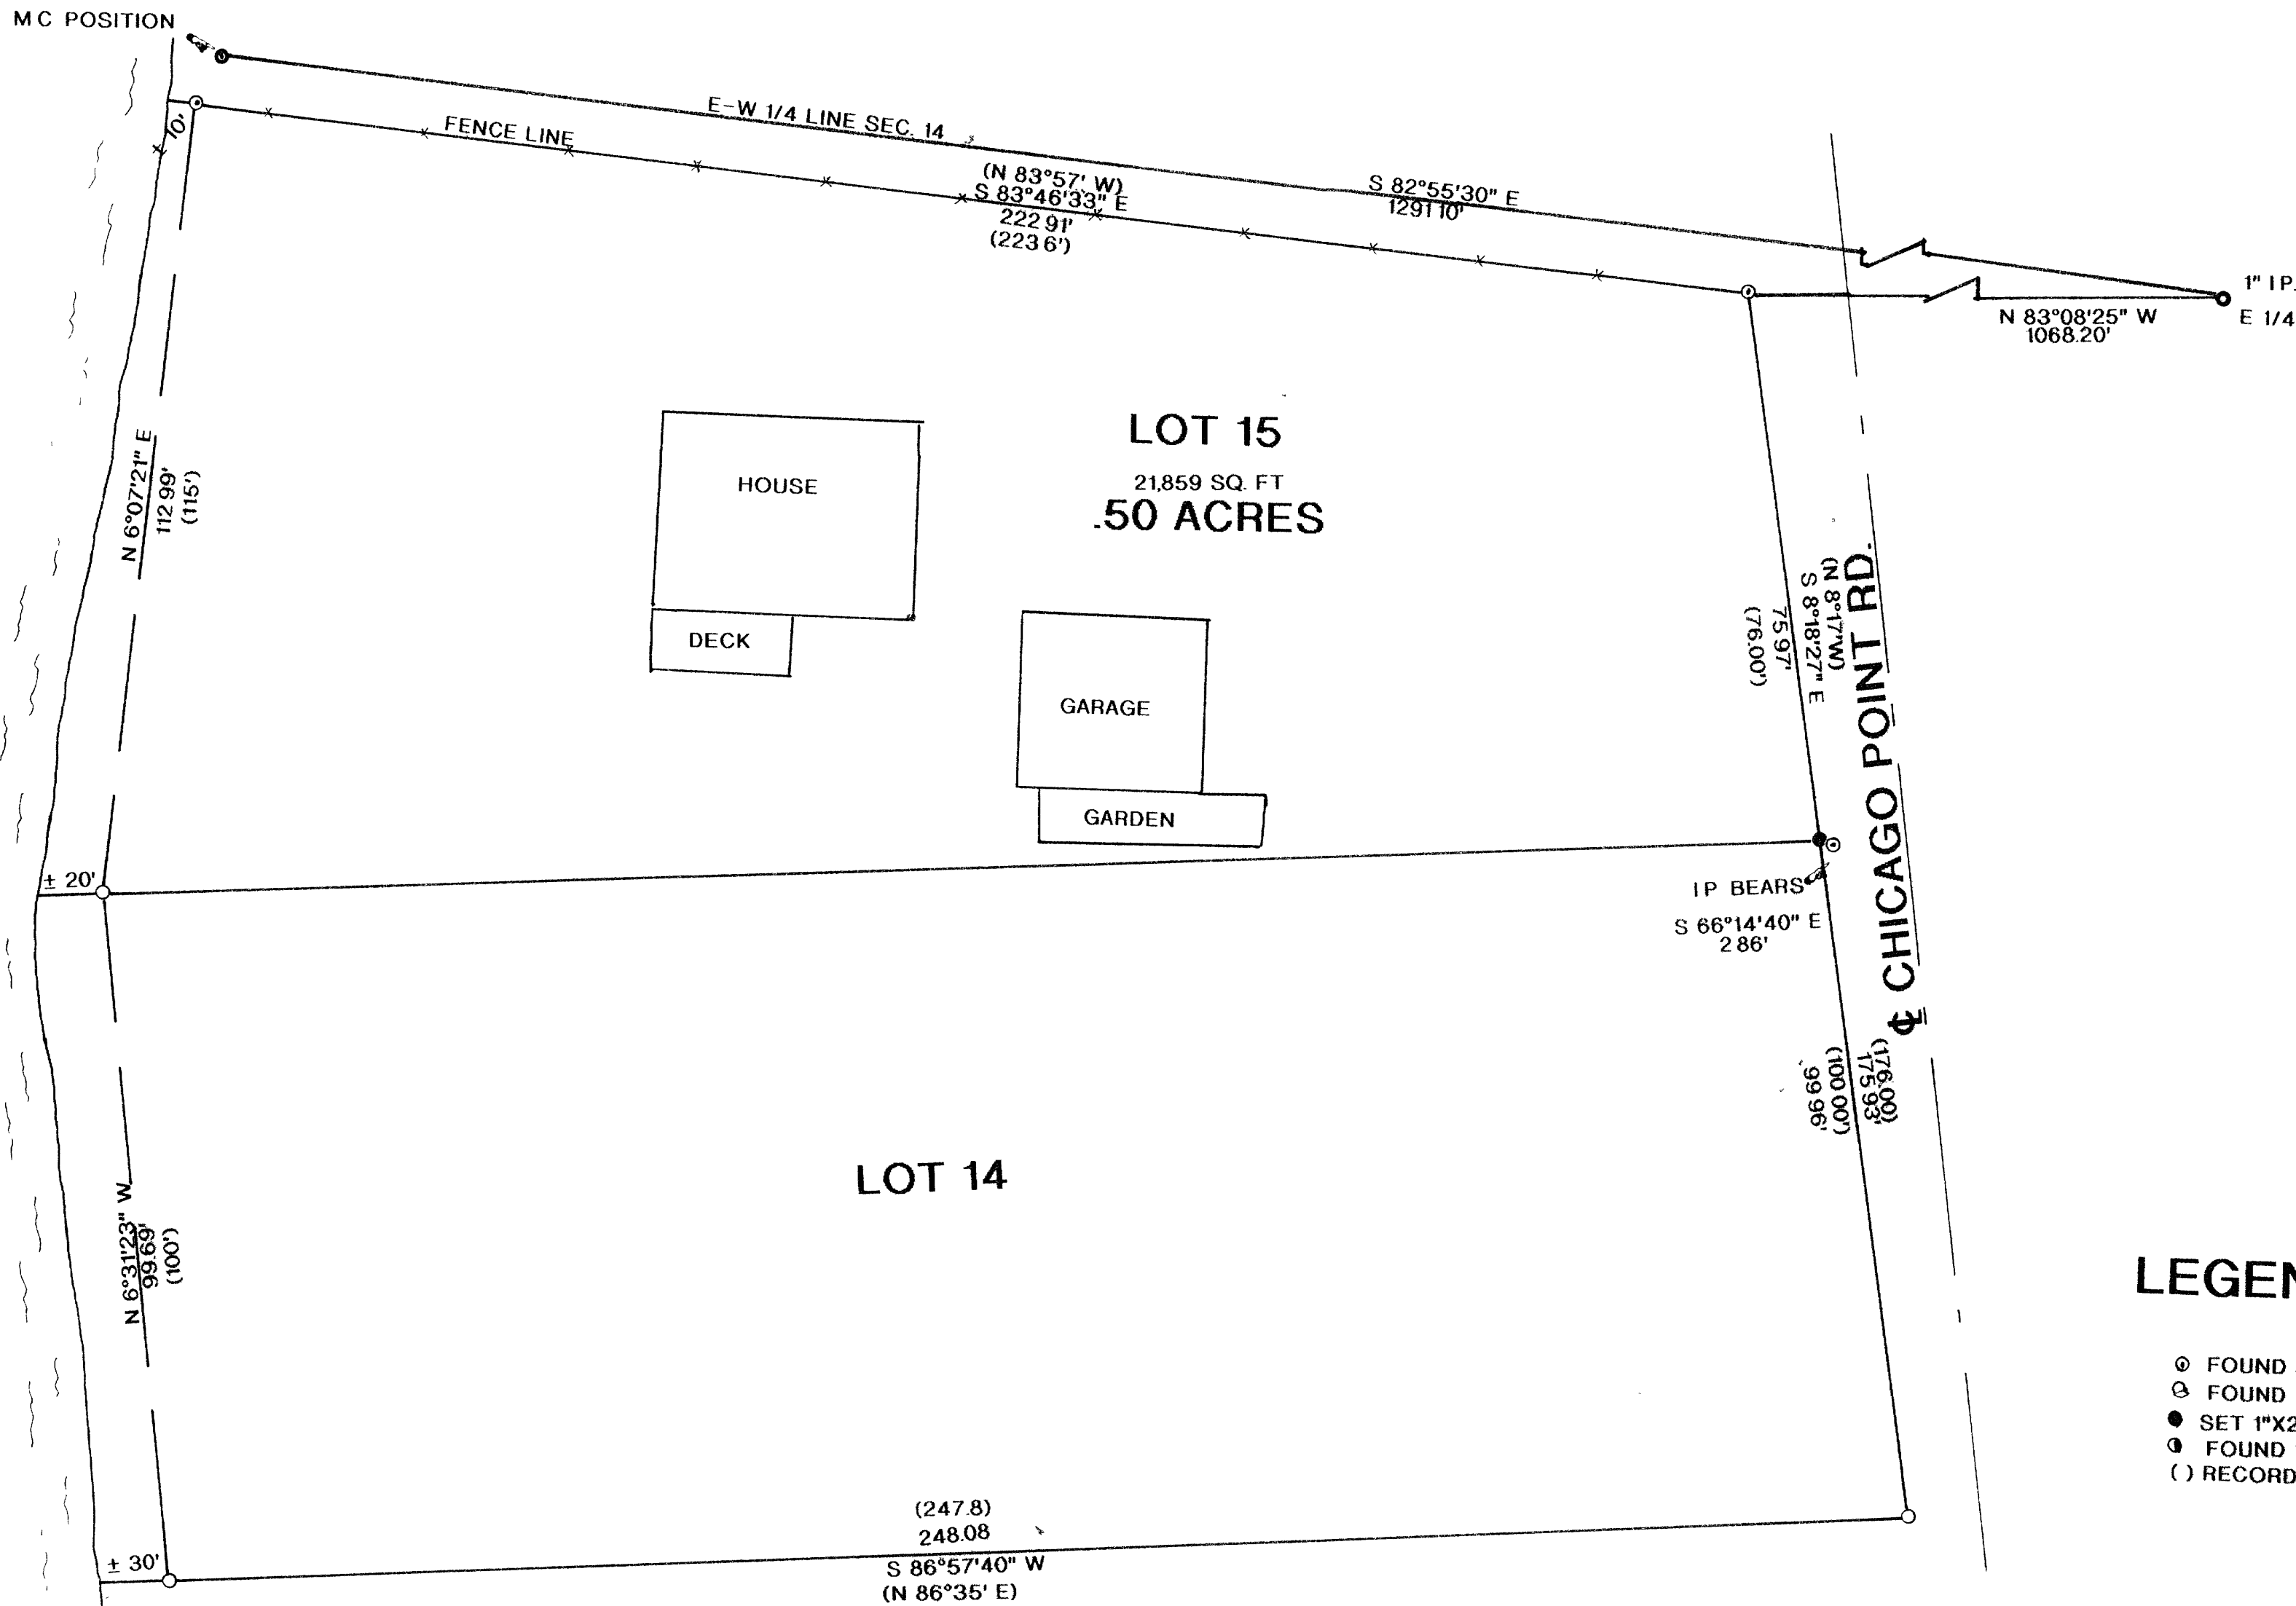 MC POSITION
10'
FENCE LINE
E-W 1/4 LINE SEC. 14
(N 83°57' W)
S 83°46'33" E
222 91'
(223 6')
S 82°55'30" E
1291 10'
1" I P.
E 1/4
N 83°08'25" W
1068.20'
N 6°07'21" E
112 99'
(115')
HOUSE
DECK
LOT 15
21,859 SQ. FT
.50 ACRES
GARAGE
GARDEN
(N 8°17'W)
S 8°18'27" E
75 97'
(76.00')
℄ CHICAGO POINT RD.
± 20'
I P BEARS
S 66°14'40" E
2 86'
(176.00)
175 93'
(100 00')
99 96'
LOT 14
N 6°31'23" W
99.69'
(100')
± 30'
(247.8)
248.08
S 86°57'40" W
(N 86°35' E)
FOUND
FOUND
SET 1"X2
FOUND
( ) RECORD